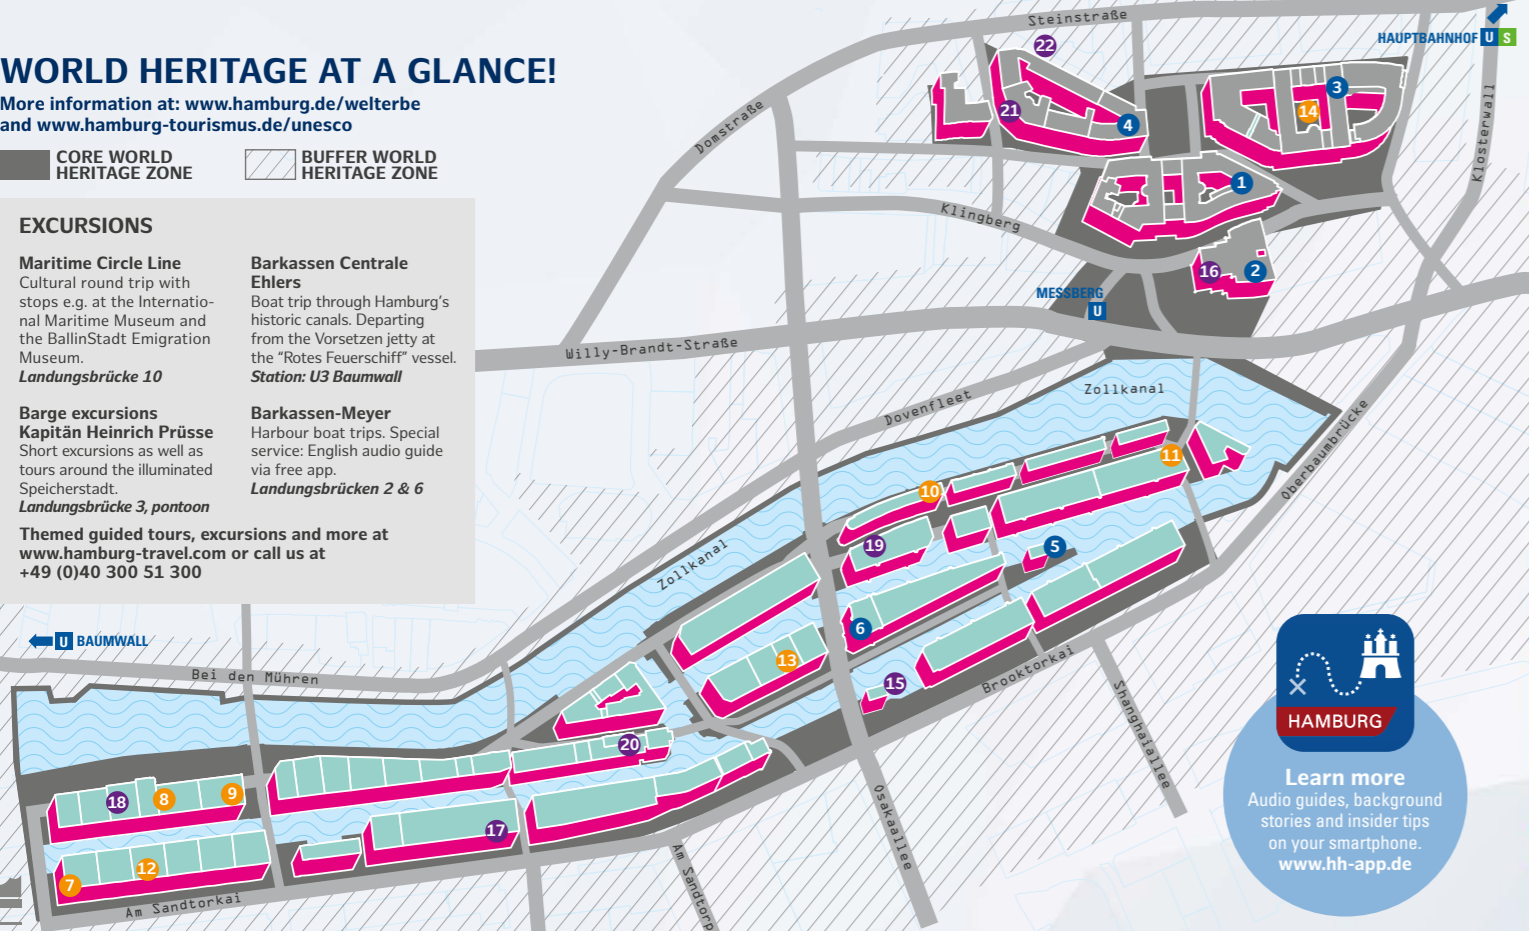 WORLD HERITAGE AT A GLANCE!
More information at: www.hamburg.de/welterbe
and www.hamburg-tourismus.de/unesco
CORE WORLD
HERITAGE ZONE
BUFFER WORLD
HERITAGE ZONE
EXCURSIONS
Maritime Circle Line
Cultural round trip with
stops e.g. at the Internatio-
nal Maritime Museum and
the BallinStadt Emigration
Museum.
Landungsbrücke 10
Barge excursions
Kapitän Heinrich Prüsse
Short excursions as well as
tours around the illuminated
Speicherstadt.
Landungsbrücke 3, pontoon
Barkassen Centrale
Ehlers
Boat trip through Hamburg's
historic canals. Departing
from the Vorsetzen jetty at
the “Rotes Feuerschiff” vessel.
Station: U3 Baumwall
Barkassen-Meyer
Harbour boat trips. Special
service: English audio guide
via free app.
Landungsbrücken 2 & 6
Themed guided tours, excursions and more at
www.hamburg-travel.com or call us at
+49 (0)40 300 51 300
Steinstraße
HAUPTBAHNHOF U S
22
3
14
21
4
Domstraße
Klosterwall
1
Klingberg
16
2
MESSBERG
U
Willy-Brandt-Straße
Zollkanal
Dovenfleet
Oberbaumbrücke
11
10
19
5
Zollkanal
6
U BAUMWALL
13
Bei den Mühren
15
Brooktorkai
Shanghaiallee
20
18
8
9
17
Osakaallee
12
7
Am Sandtorkai
Am Sandtorp
HAMBURG
Learn more
Audio guides, background
stories and insider tips
on your smartphone.
www.hh-app.de